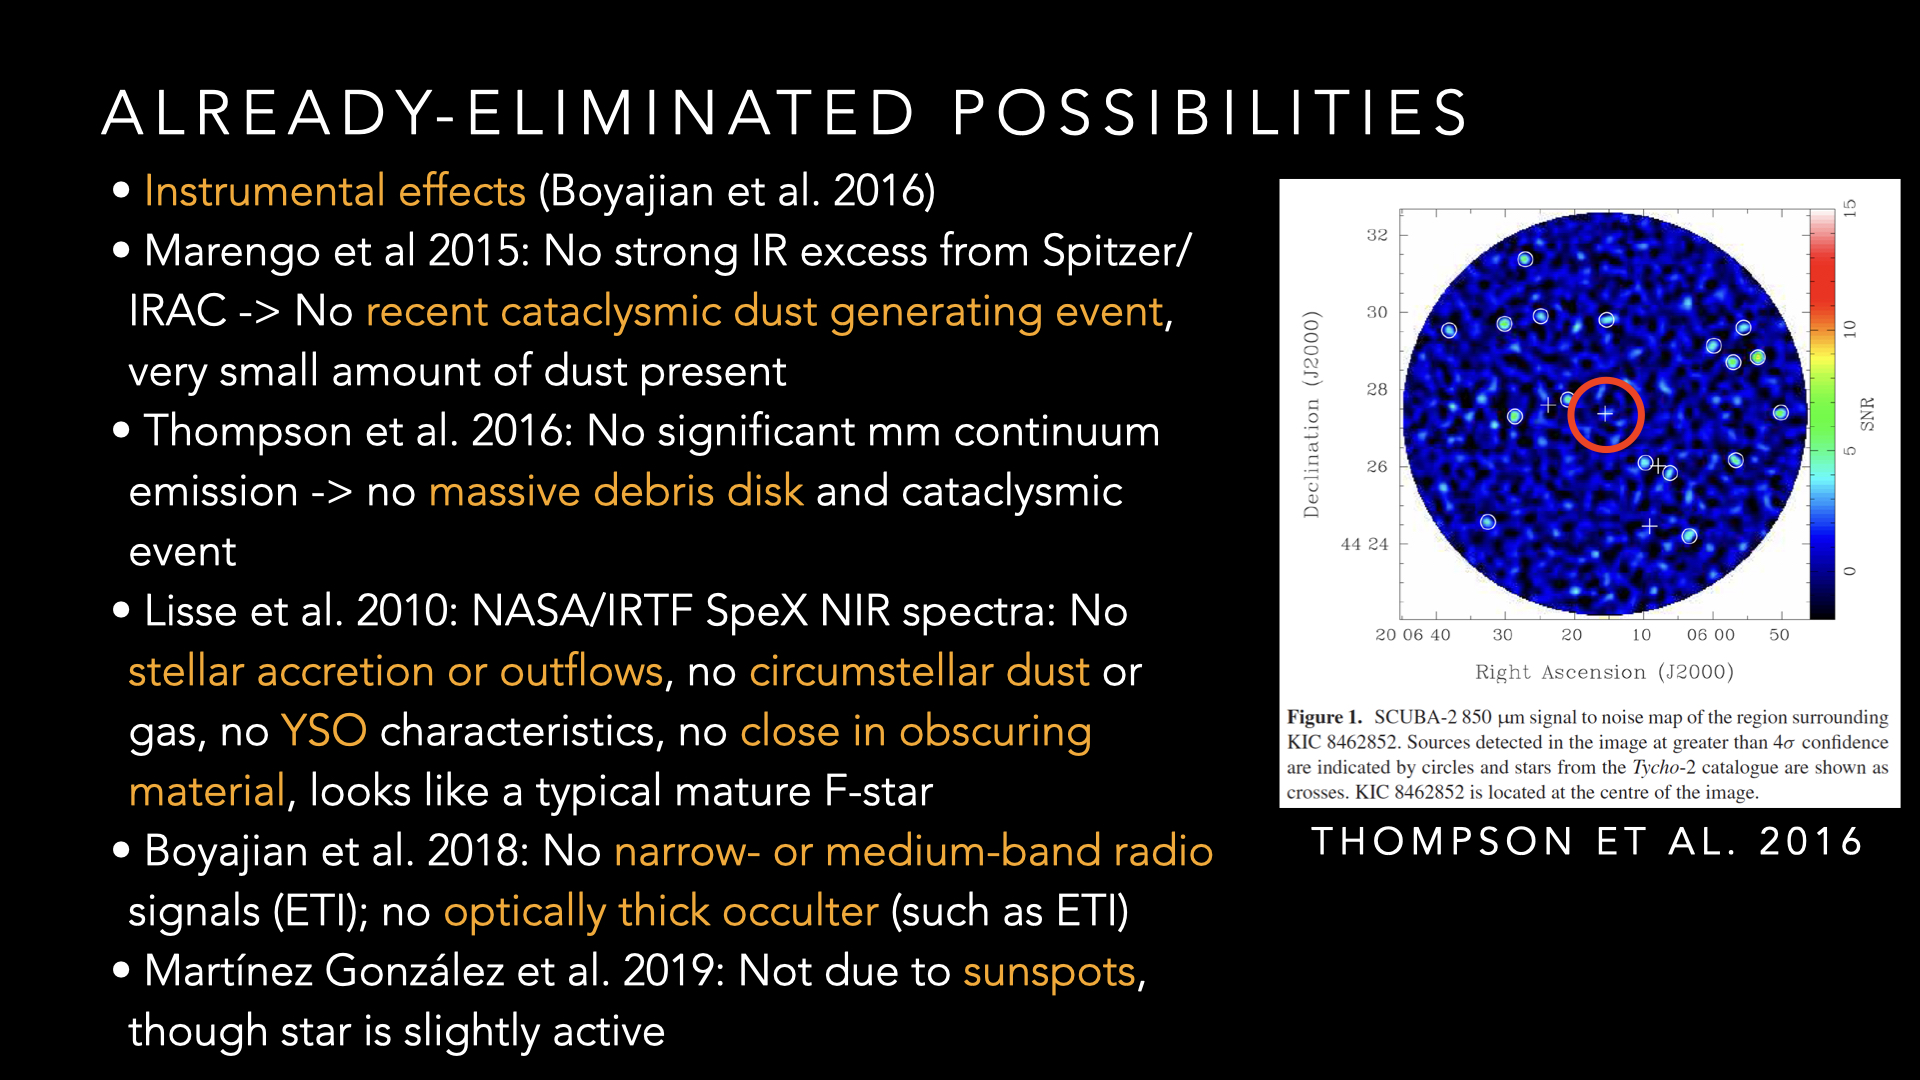 ALREADY-ELIMINATED POSSIBILITIES
• Instrumental effects (Boyajian et al. 2016)
• Marengo et al 2015: No strong IR excess from Spitzer/
IRAC -> No recent cataclysmic dust generating event,
very small amount of dust present
• Thompson et al. 2016: No significant mm continuum
emission -> no massive debris disk and cataclysmic
event
• Lisse et al. 2010: NASA/IRTF SpeX NIR spectra: No
stellar accretion or outflows, no circumstellar dust or
gas, no YSO characteristics, no close in obscuring
material, looks like a typical mature F-star
• Boyajian et al. 2018: No narrow- or medium-band radio
signals (ETI); no optically thick occulter (such as ETI)
• Martínez González et al. 2019: Not due to sunspots,
though star is slightly active
32
30
28
26
44 24
Declination (J2000)
20 06 40 30 20 10 06 00 50
Right Ascension (J2000)
15
10
5
0
SNR
Figure 1. SCUBA-2 850 μm signal to noise map of the region surrounding
KIC 8462852. Sources detected in the image at greater than 4σ confidence
are indicated by circles and stars from the Tycho-2 catalogue are shown as
crosses. KIC 8462852 is located at the centre of the image.
THOMPSON ET AL. 2016